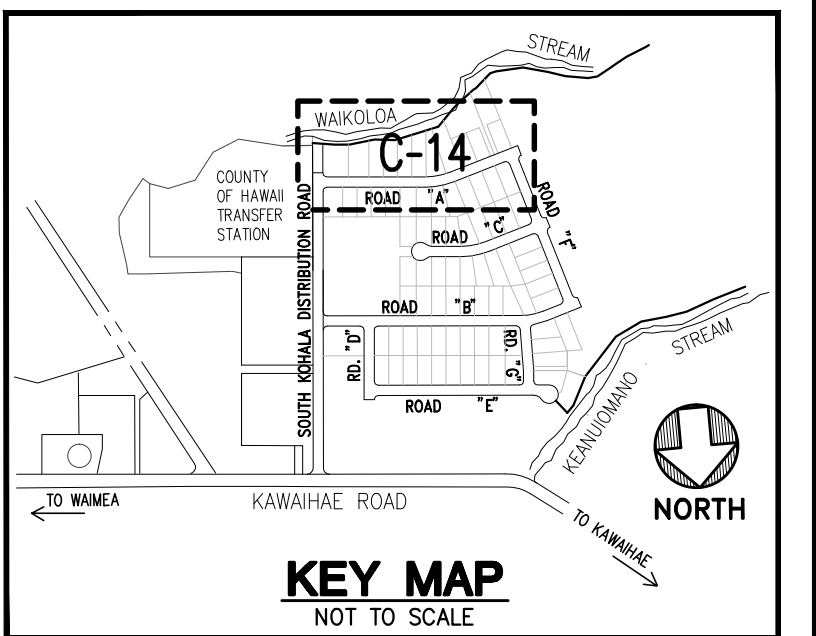 STREAM
WAIKOLOA
C-14
COUNTY
OF HAWAII
TRANSFER
STATION
SOUTH KOHALA DISTRIBUTION ROAD
ROAD "A"
ROAD "F"
ROAD "C"
ROAD "B"
RD. "D"
RD. "G"
ROAD "E"
STREAM
KEANUIOMANO
NORTH
TO WAIMEA
KAWAIHAE ROAD
TO KAWAIHAE
KEY MAP
NOT TO SCALE